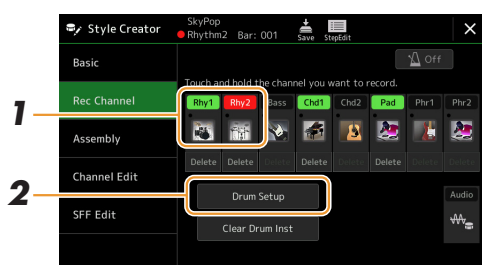 Style Creator
SkyPop
Rhythm2 Bar: 001
Save
StepEdit
Basic
Off
Touch and hold the channel you want to record.
Rec Channel
Rhy1 Rhy2 Bass Chd1 Chd2 Pad Phr1 Phr2
1
Assembly
Delete Delete Delete Delete Delete Delete Delete Delete
Channel Edit
2
Drum Setup
Audio
SFF Edit
Clear Drum Inst